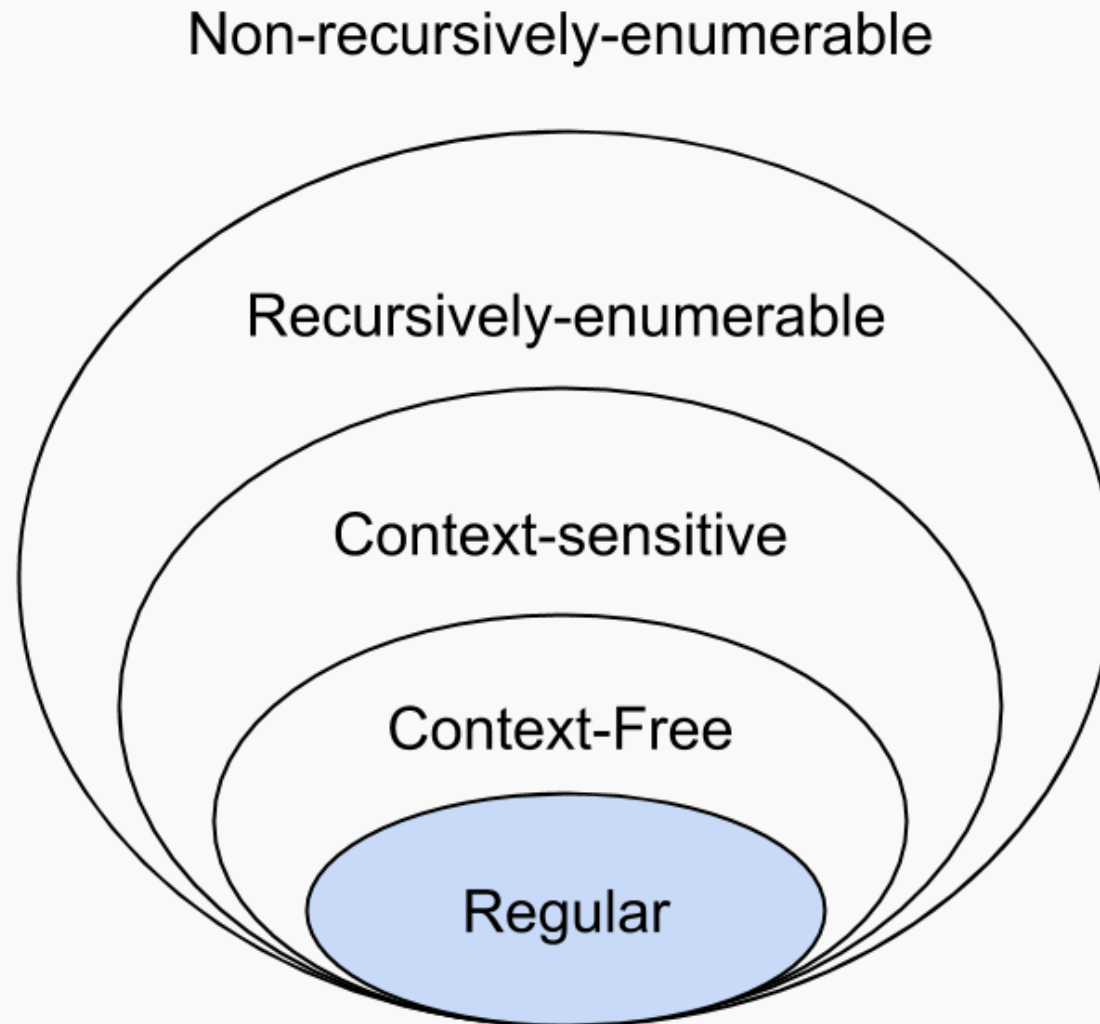 Non-recursively-enumerable
Recursively-enumerable
Context-sensitive
Context-Free
Regular